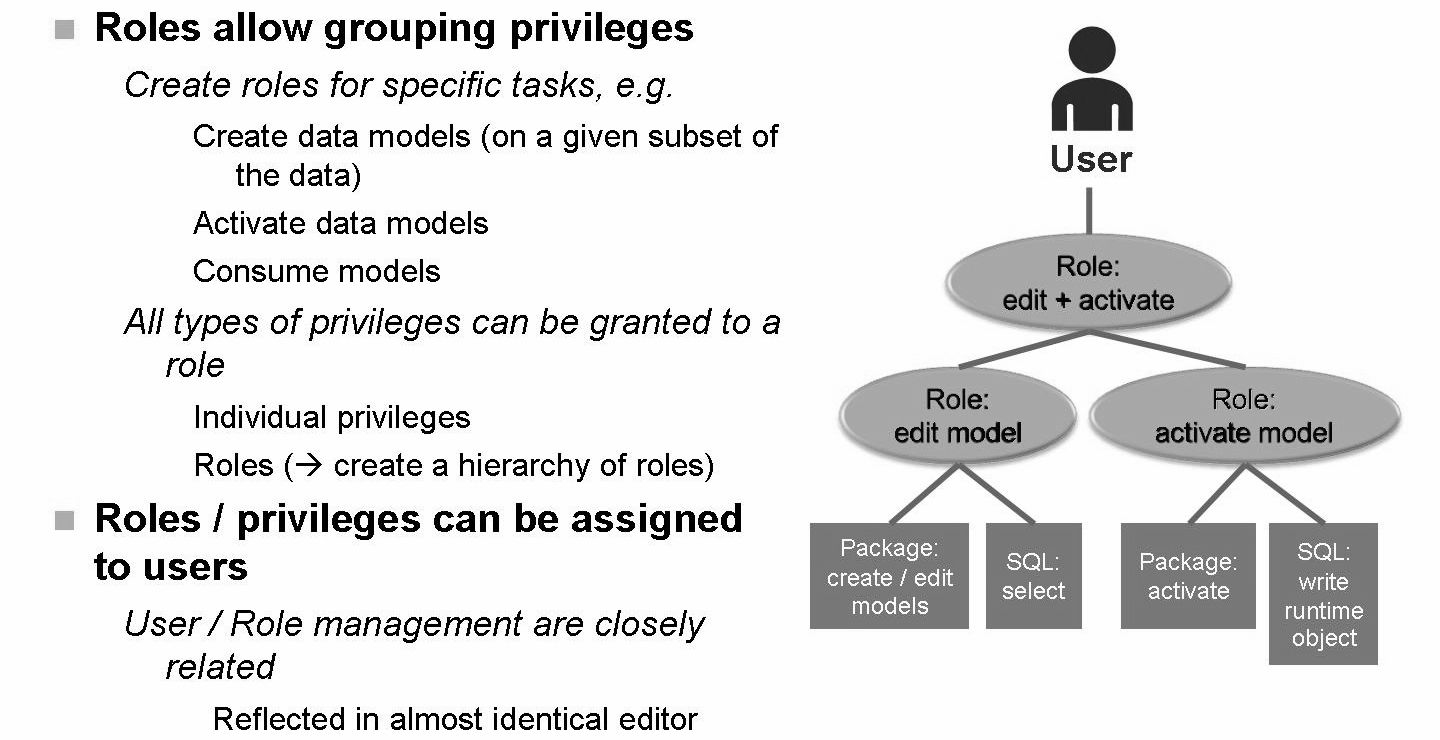 Roles allow grouping privileges
Create roles for specific tasks, e.g.
Create data models (on a given subset of
the data)
Activate data models
Consume models
All types of privileges can be granted to a
role
Individual privileges
Roles (→ create a hierarchy of roles)
Roles / privileges can be assigned
to users
User / Role management are closely
related
Reflected in almost identical editor
User
Role:
edit + activate
Role:
edit model
Role:
activate model
Package:
create / edit
models
SQL:
select
Package:
activate
SQL:
write
runtime
object